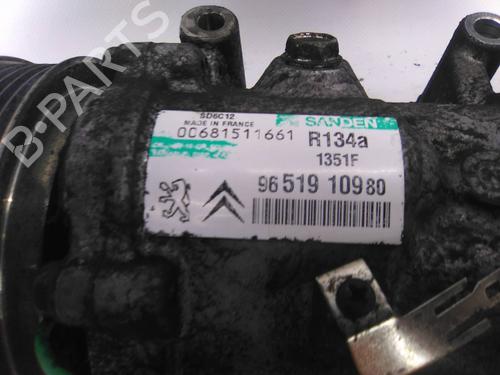 SD6C12
MADE IN FRANCE
SANDEN
00681511661
R134a
1351F
96 519 109 80
B-PARTS